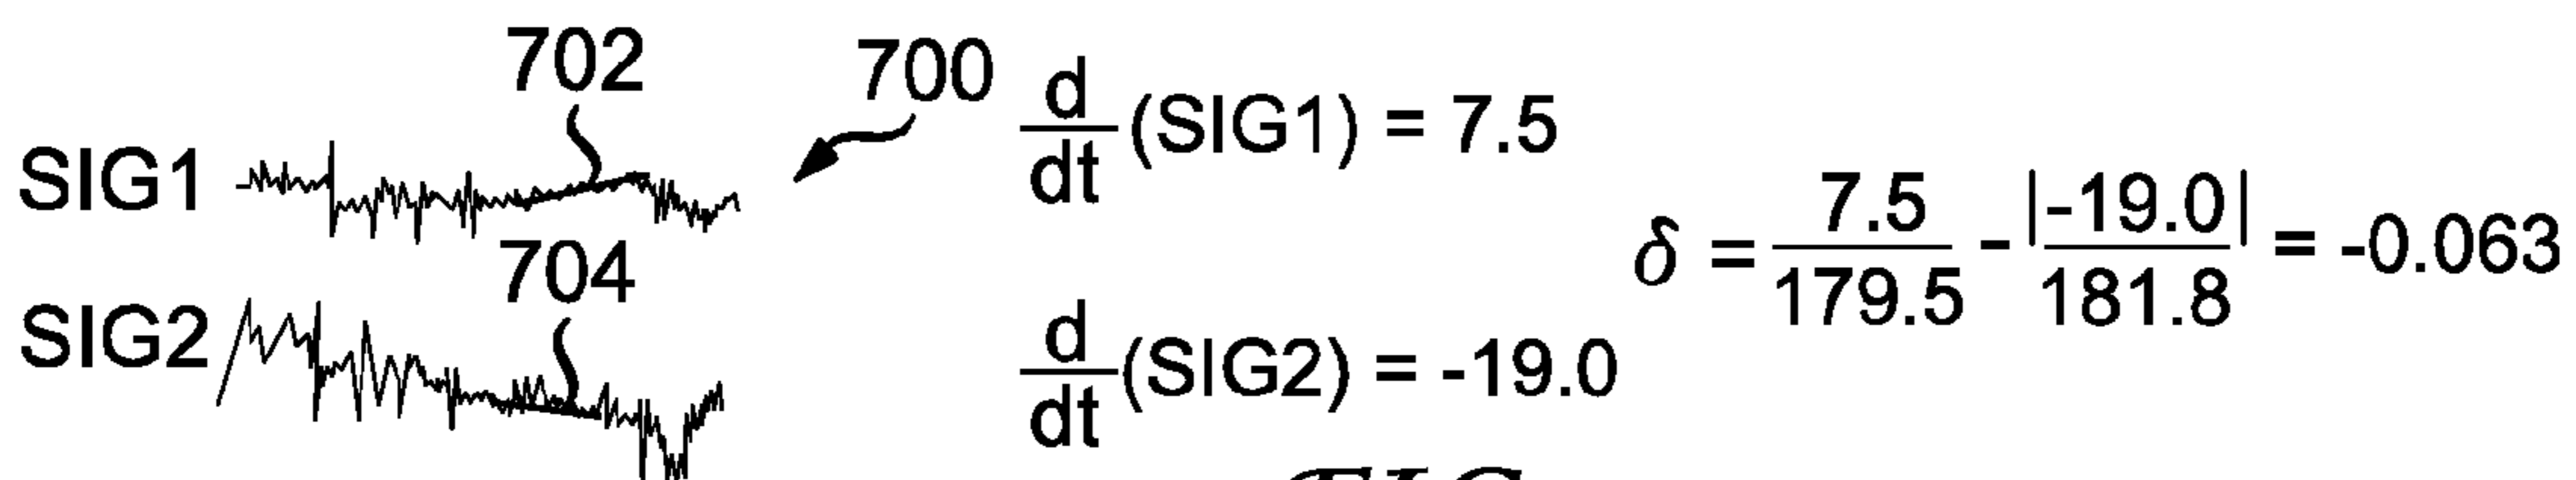 702
700
SIG1
d/dt (SIG1) = 7.5
704
SIG2
d/dt (SIG2) = -19.0
δ = 7.5/179.5 - |-19.0/181.8| = -0.063